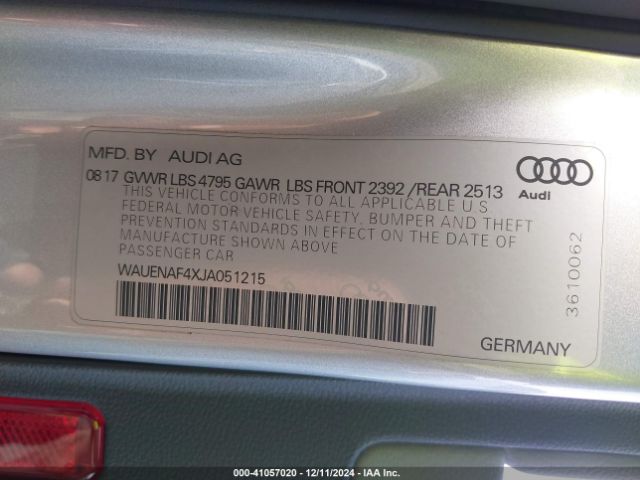 MFD. BY AUDI AG
08 17 GVWR LBS 4795 GAWR LBS FRONT 2392 /REAR 2513
THIS VEHICLE CONFORMS TO ALL APPLICABLE U.S
FEDERAL MOTOR VEHICLE SAFETY, BUMPER AND THEFT
PREVENTION STANDARDS IN EFFECT ON THE DATE OF
MANUFACTURE SHOWN ABOVE
PASSENGER CAR
WAUENAF4XJA051215
Audi
3610062
GERMANY
000-41057020 - 12/11/2024 - IAA Inc.